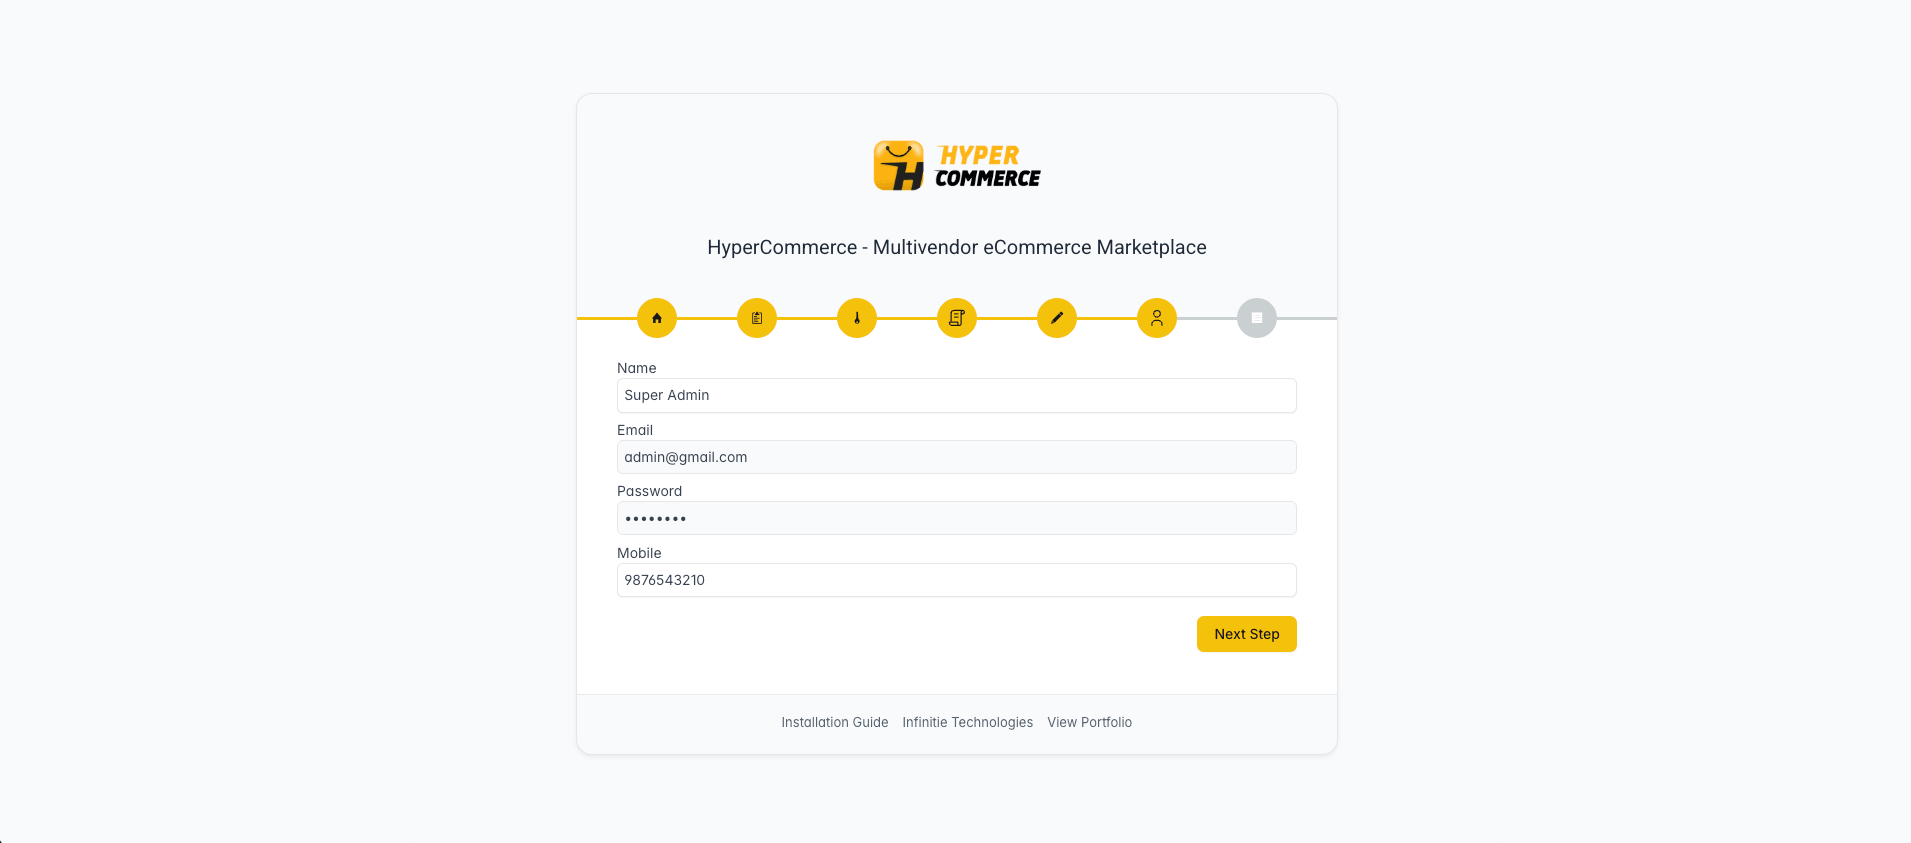 HYPER
COMMERCE
HyperCommerce - Multivendor eCommerce Marketplace
Name
Super Admin
Email
admin@gmail.com
Password
••••••••
Mobile
9876543210
Next Step
Installation Guide Infinitie Technologies View Portfolio